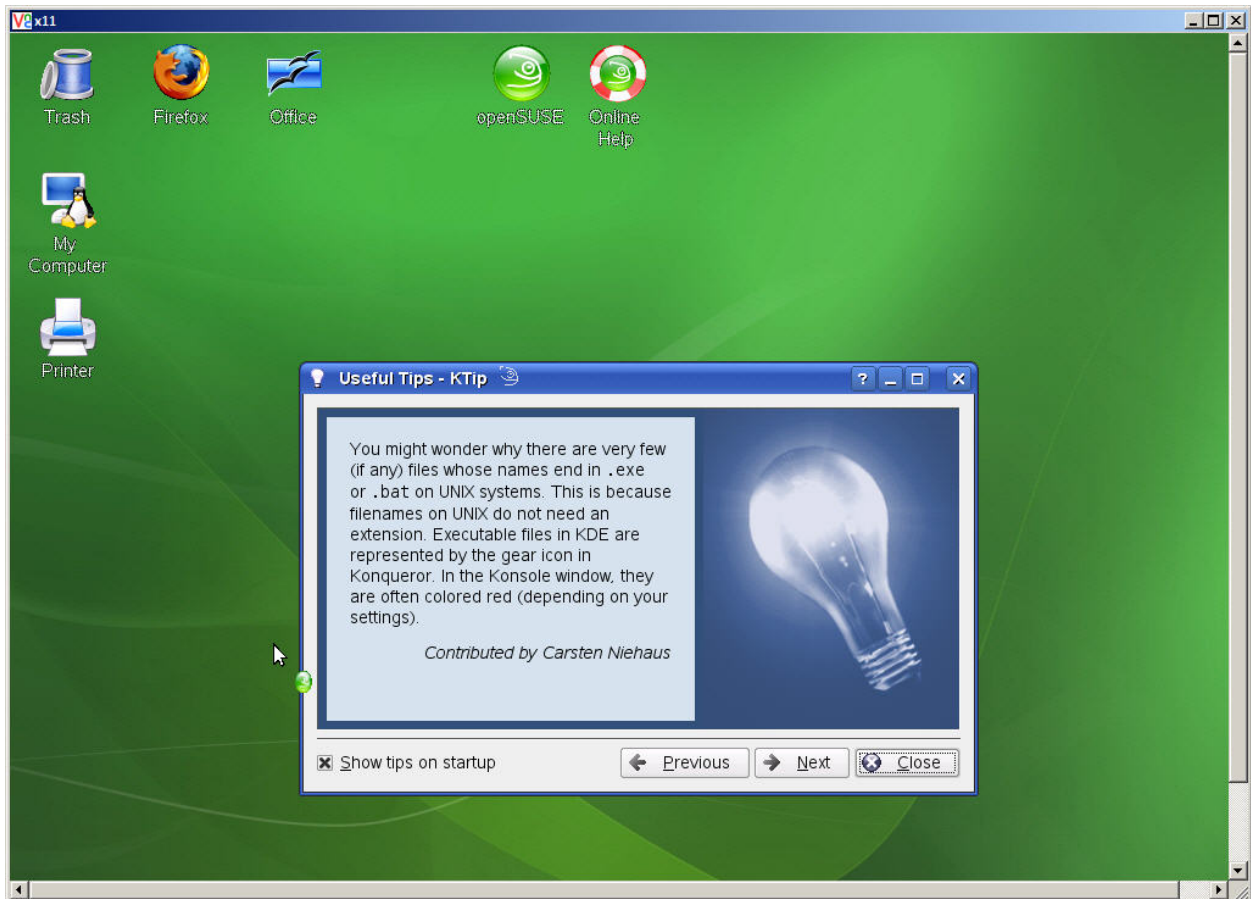 x11
Trash
Firefox
Office
openSUSE
Online
Help
My
Computer
Printer
Useful Tips - KTip
You might wonder why there are very few
(if any) files whose names end in .exe
or .bat on UNIX systems. This is because
filenames on UNIX do not need an
extension. Executable files in KDE are
represented by the gear icon in
Konqueror. In the Konsole window, they
are often colored red (depending on your
settings).
Contributed by Carsten Niehaus
Show tips on startup
Previous
Next
Close